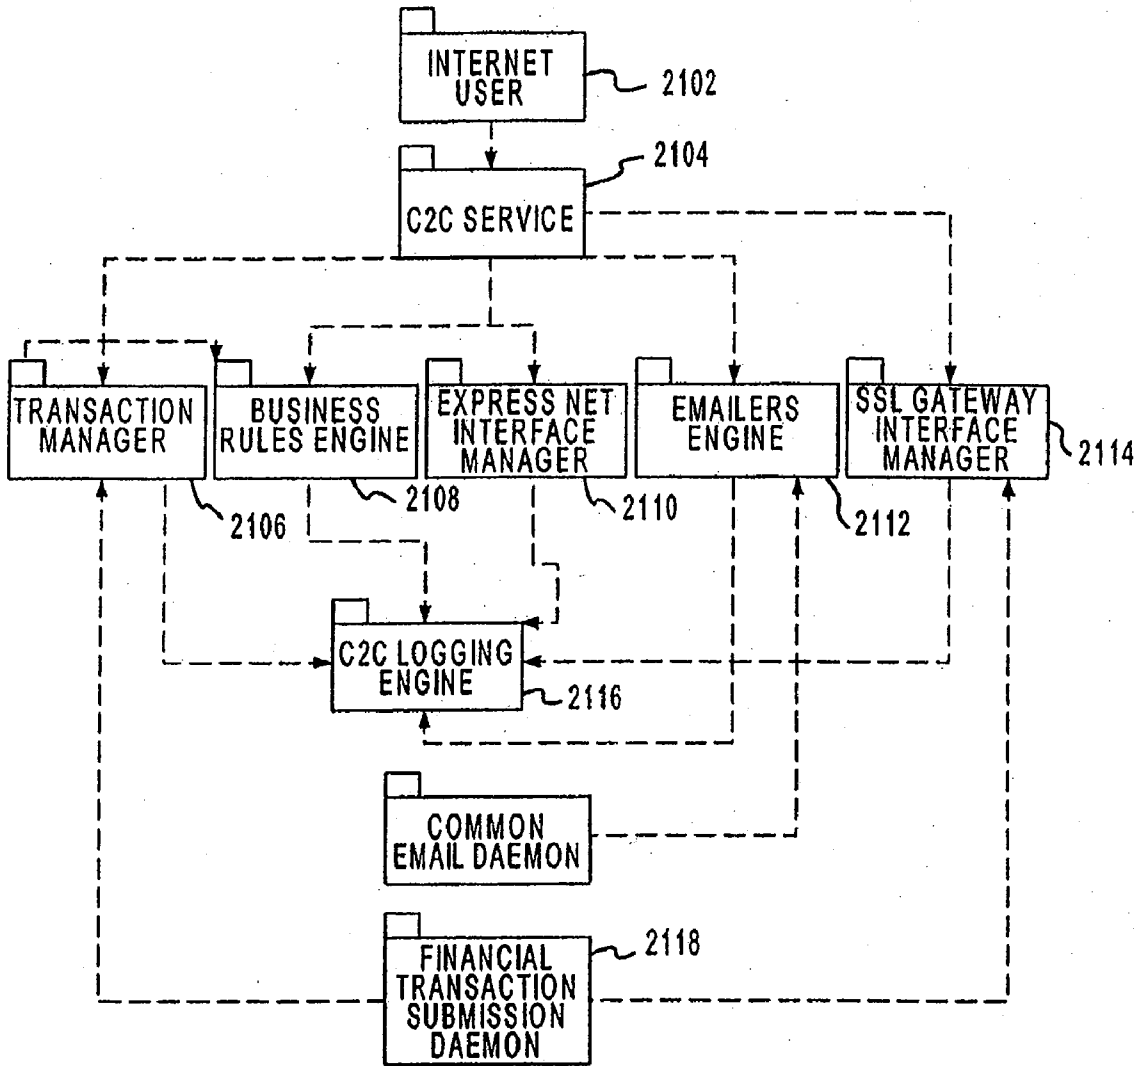 INTERNET
USER
2102
2104
C2C SERVICE
TRANSACTION
MANAGER
2106
BUSINESS
RULES ENGINE
2108
EXPRESS NET
INTERFACE
MANAGER
2110
EMAILERS
ENGINE
2112
SSL GATEWAY
INTERFACE
MANAGER
2114
C2C LOGGING
ENGINE
2116
COMMON
EMAIL DAEMON
FINANCIAL
TRANSACTION
SUBMISSION
DAEMON
2118